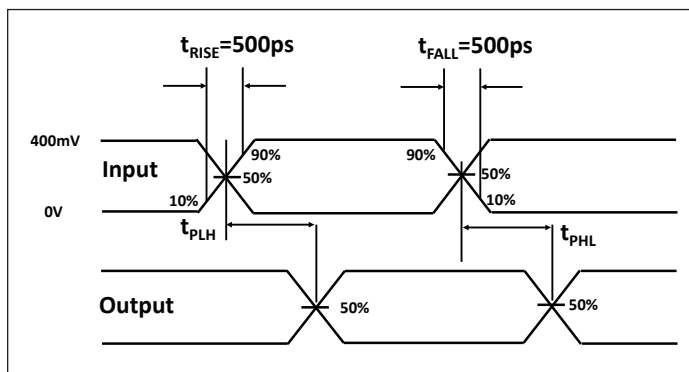 tRISE=500ps tFALL=500ps
400mV
90% 90%
Input 50% 50%
10% 10%
0V
tPLH tPHL
Output 50% 50%